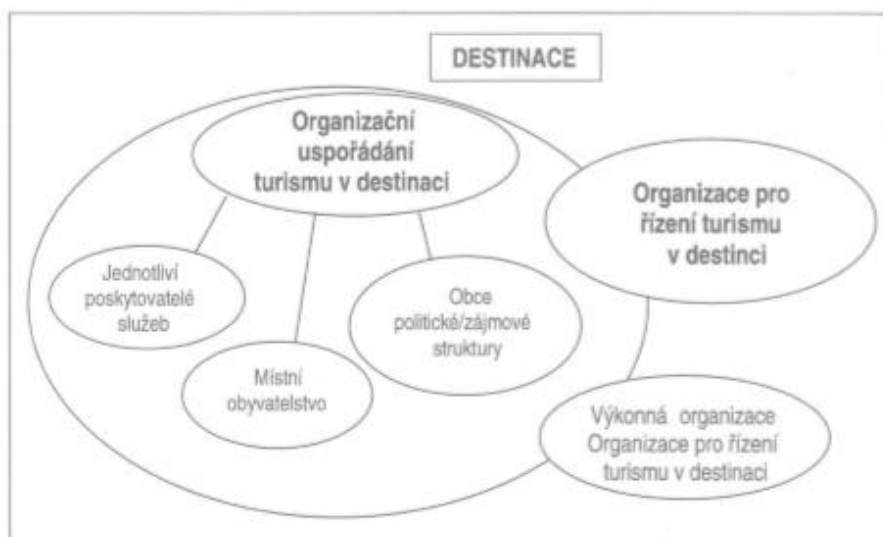 DESTINACE
Organizační
uspořádání
turismu v destinaci
Organizace pro
řízení turismu
v destinci
Jednotliví
poskytovatelé
služeb
Obce
politické/zájmové
struktury
Místní
obyvatelstvo
Výkonná organizace
Organizace pro řízení
turismu v destinaci